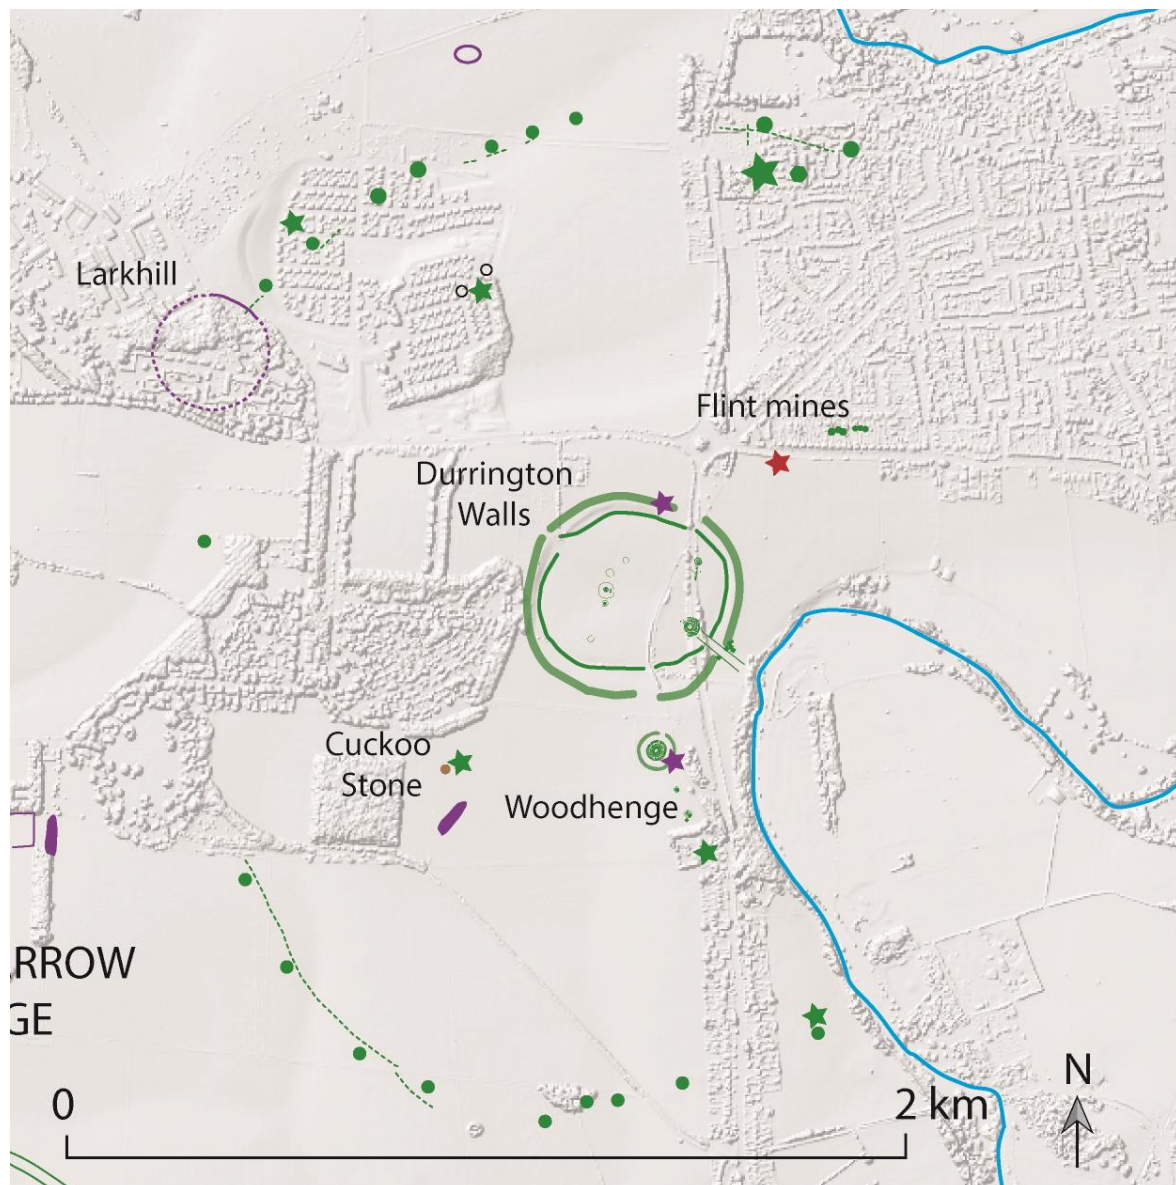 Larkhill
Flint mines
Durrington
Walls
Cuckoo
Stone
Woodhenge
RROW
GE
0
2 km
N